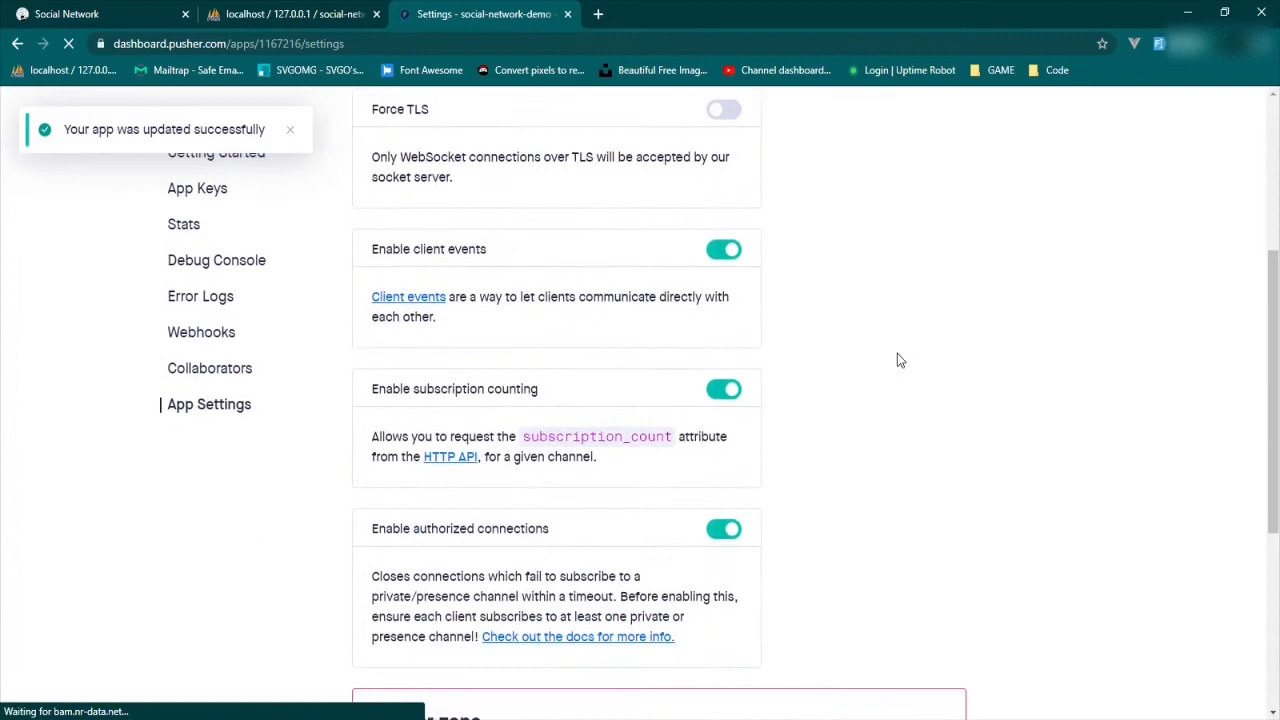 Social Network
localhost / 127.0.0.1 / social-net
Settings - social-network-demo
dashboard.pusher.com/apps/1167216/settings
localhost / 127.0.0....
Mailtrap - Safe Ema...
SVGOMG - SVGO's...
Font Awesome
Convert pixels to re...
Beautiful Free Imag...
Channel dashboard...
Login | Uptime Robot
GAME
Code
Your app was updated successfully
Getting Started
App Keys
Stats
Debug Console
Error Logs
Webhooks
Collaborators
App Settings
Force TLS
Only WebSocket connections over TLS will be accepted by our
socket server.
Enable client events
Client events are a way to let clients communicate directly with
each other.
Enable subscription counting
Allows you to request the subscription_count attribute
from the HTTP API, for a given channel.
Enable authorized connections
Closes connections which fail to subscribe to a
private/presence channel within a timeout. Before enabling this,
ensure each client subscribes to at least one private or
presence channel! Check out the docs for more info.
Waiting for bam.nr-data.net...